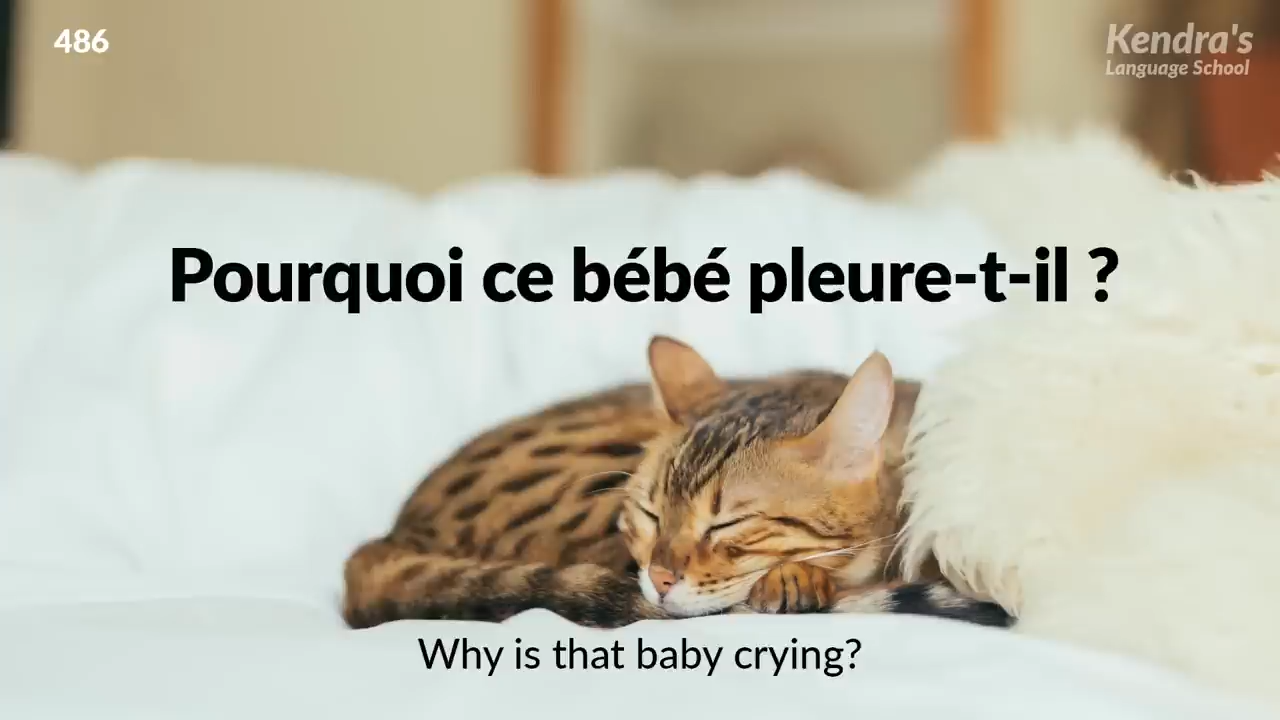 486
Kendra's
Language School
Pourquoi ce bébé pleure-t-il ?
Why is that baby crying?